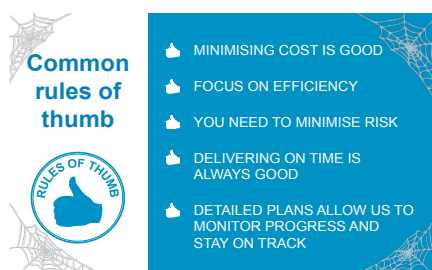 Common
rules of
thumb
RULES OF THUMB
MINIMISING COST IS GOOD
FOCUS ON EFFICIENCY
YOU NEED TO MINIMISE RISK
DELIVERING ON TIME IS
ALWAYS GOOD
DETAILED PLANS ALLOW US TO
MONITOR PROGRESS AND
STAY ON TRACK